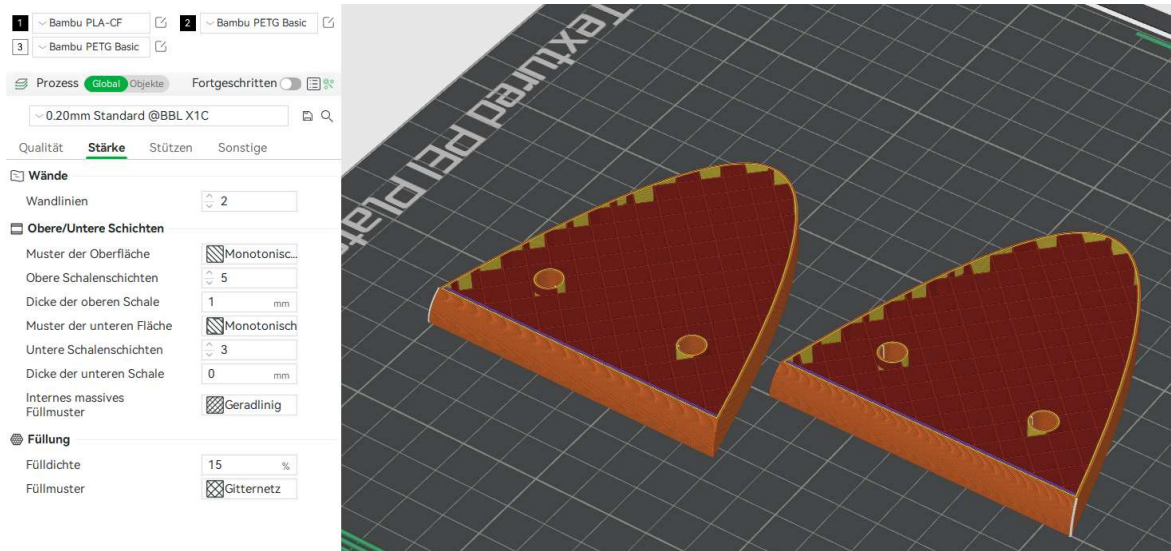 1 Bambu PLA-CF 2 Bambu PETG Basic
3 Bambu PETG Basic
Prozess Global Objekte Fortgeschritten
0.20mm Standard @BBL X1C
Qualität Stärke Stützen Sonstige
Wände
Wandlinien 2
Obere/Untere Schichten
Muster der Oberfläche Monotonisc...
Obere Schalenschichten 5
Dicke der oberen Schale 1 mm
Muster der unteren Fläche Monotonisch
Untere Schalenschichten 3
Dicke der unteren Schale 0 mm
Internes massives
Füllmuster Geradlinig
Füllung
Fülldichte 15 %
Füllmuster Gitternetz
Textured PEI Plate